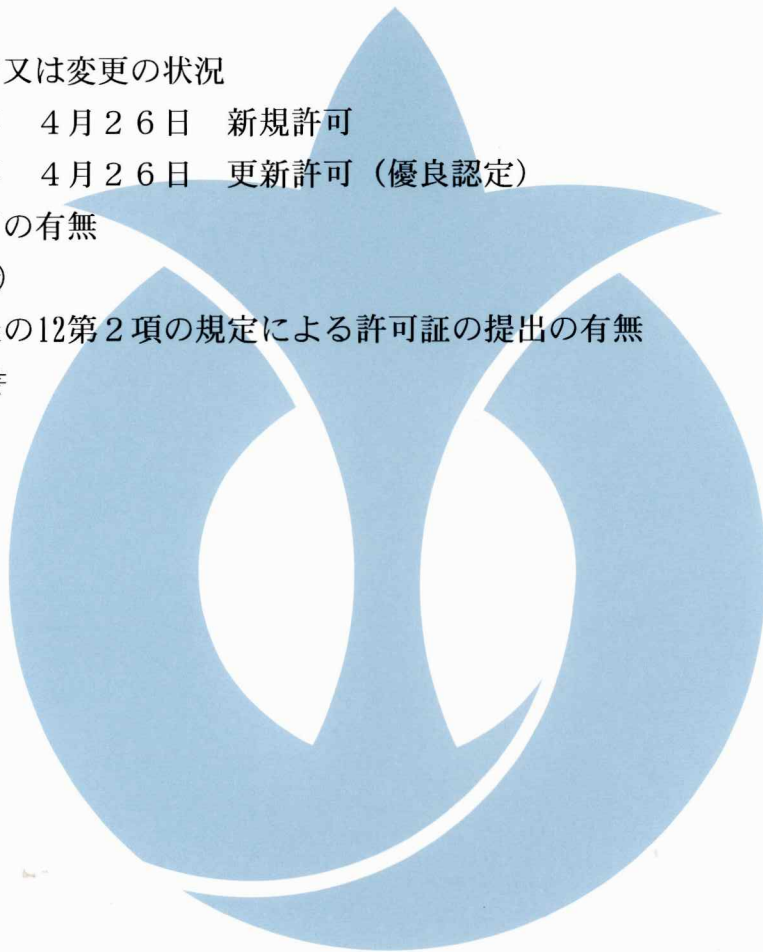 又は変更の状況
4月26日 新規許可
4月26日 更新許可(優良認定)
の有無
)
の12第2項の規定による許可証の提出の有無